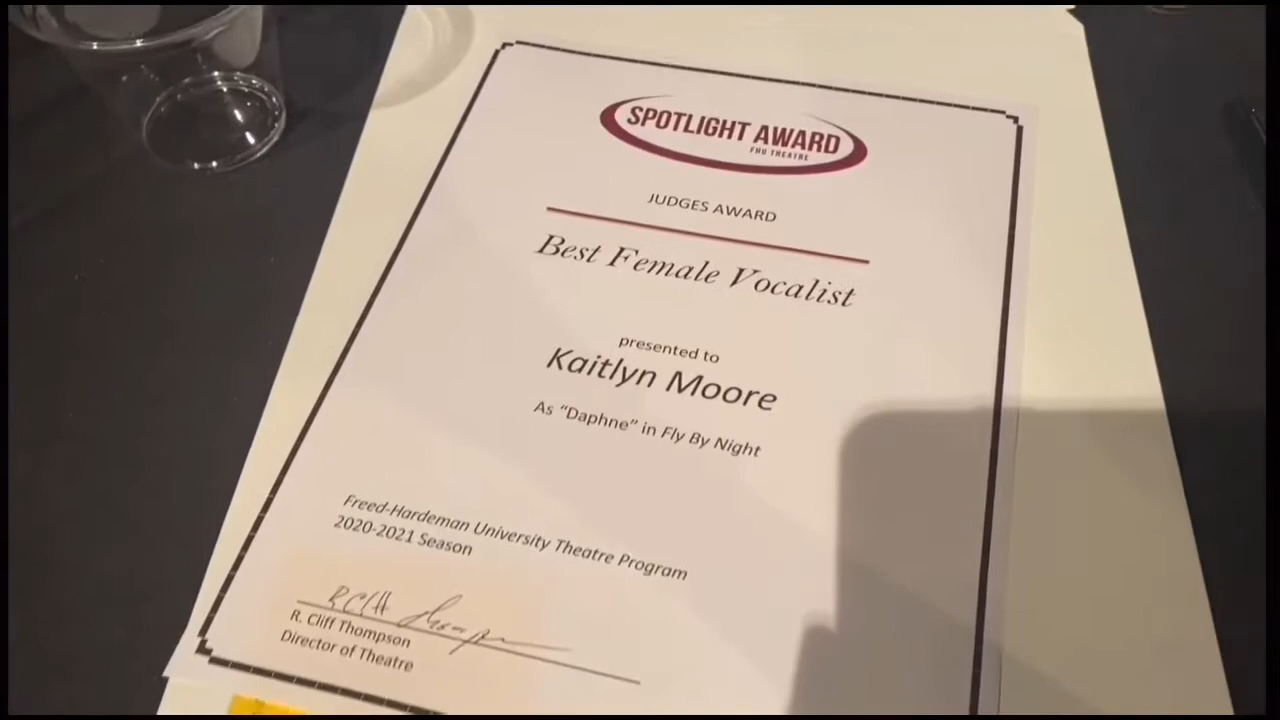 SPOTLIGHT AWARD
FHU THEATRE
JUDGES AWARD
Best Female Vocalist
presented to
Kaitlyn Moore
As “Daphne” in Fly By Night
Freed-Hardeman University Theatre Program
2020-2021 Season
R. Cliff Thompson
Director of Theatre